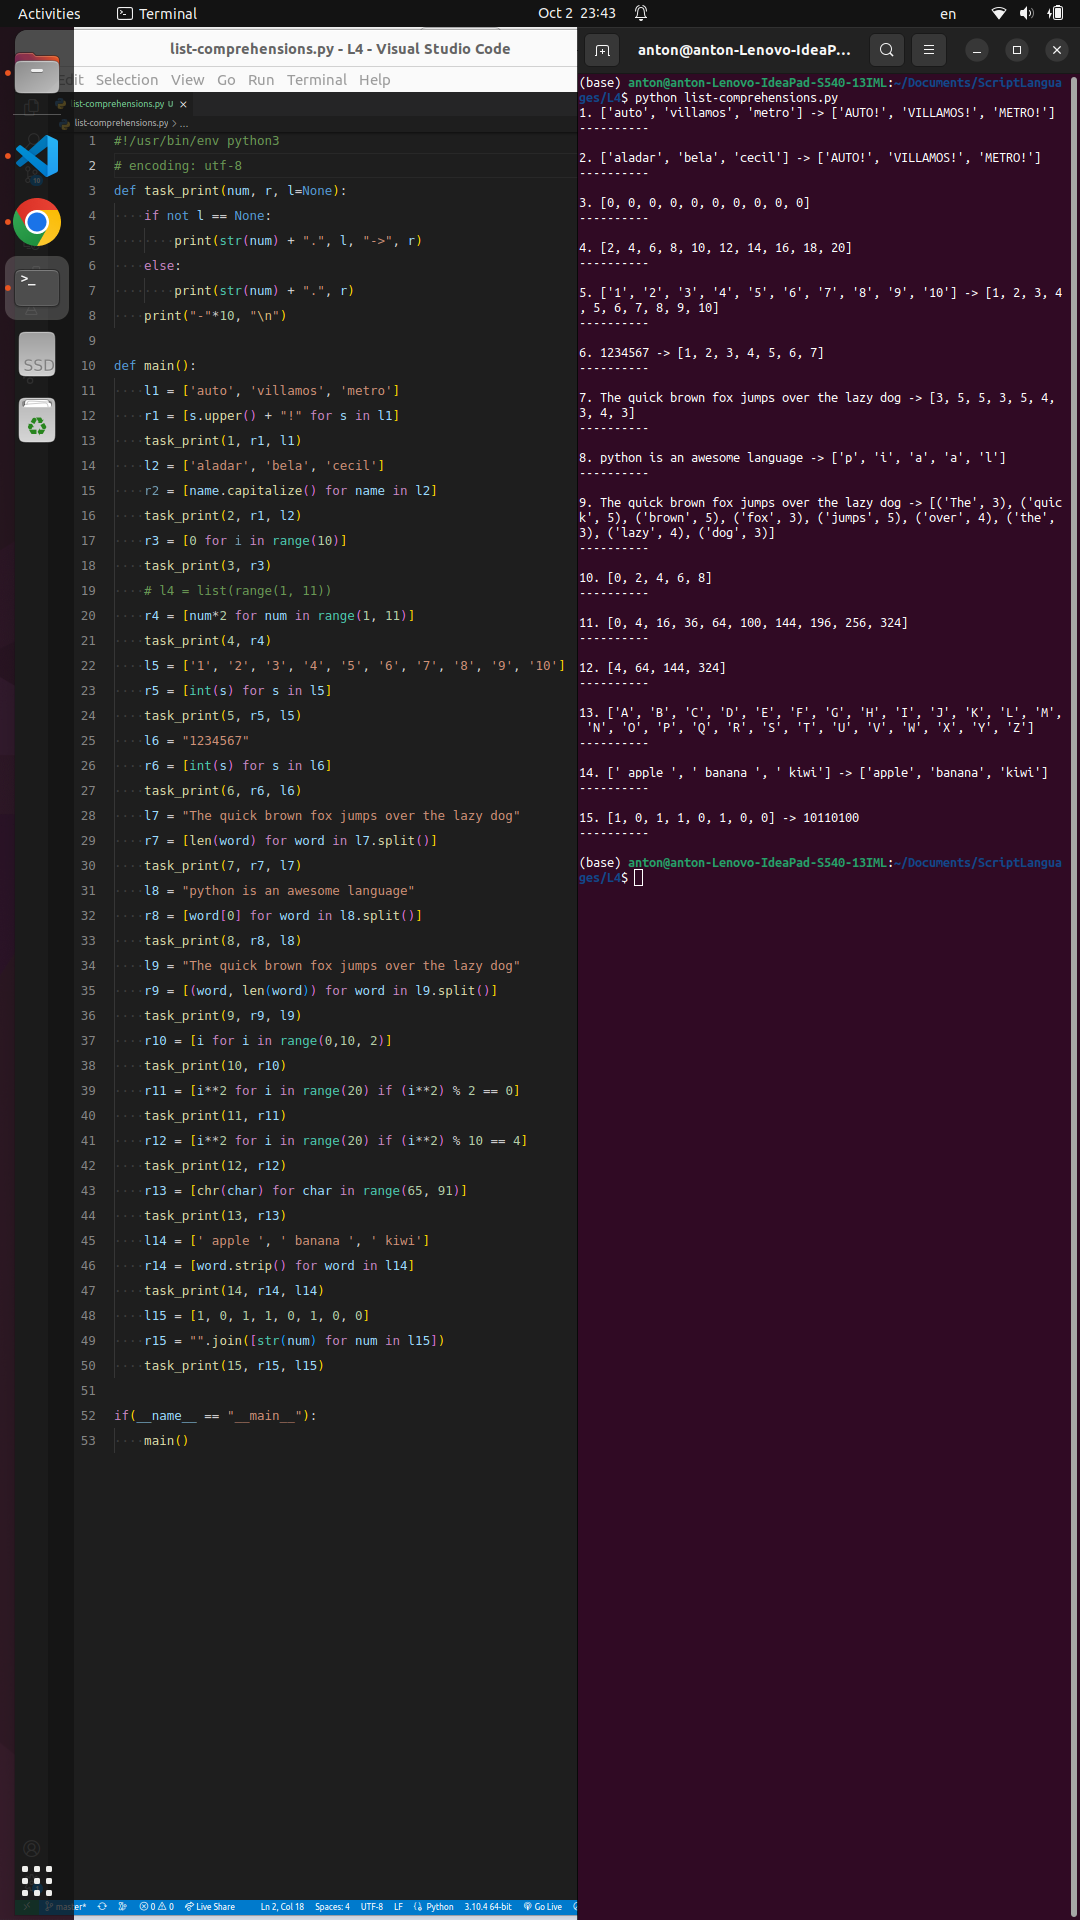 Activities
Terminal
Oct 2 23:43
en
list-comprehensions.py - L4 - Visual Studio Code
Edit Selection View Go Run Terminal Help
list-comprehensions.py U
list-comprehensions.py > ...
1 #!/usr/bin/env python3
2 # encoding: utf-8
3 def task_print(num, r, l=None):
4 if not l == None:
5 print(str(num) + ".", l, "->", r)
6 else:
7 print(str(num) + ".", r)
8 print("-"*10, "\n")
9
10 def main():
11 l1 = ['auto', 'villamos', 'metro']
12 r1 = [s.upper() + "!" for s in l1]
13 task_print(1, r1, l1)
14 l2 = ['aladar', 'bela', 'cecil']
15 r2 = [name.capitalize() for name in l2]
16 task_print(2, r1, l2)
17 r3 = [0 for i in range(10)]
18 task_print(3, r3)
19 # l4 = list(range(1, 11))
20 r4 = [num*2 for num in range(1, 11)]
21 task_print(4, r4)
22 l5 = ['1', '2', '3', '4', '5', '6', '7', '8', '9', '10']
23 r5 = [int(s) for s in l5]
24 task_print(5, r5, l5)
25 l6 = "1234567"
26 r6 = [int(s) for s in l6]
27 task_print(6, r6, l6)
28 l7 = "The quick brown fox jumps over the lazy dog"
29 r7 = [len(word) for word in l7.split()]
30 task_print(7, r7, l7)
31 l8 = "python is an awesome language"
32 r8 = [word[0] for word in l8.split()]
33 task_print(8, r8, l8)
34 l9 = "The quick brown fox jumps over the lazy dog"
35 r9 = [(word, len(word)) for word in l9.split()]
36 task_print(9, r9, l9)
37 r10 = [i for i in range(0,10, 2)]
38 task_print(10, r10)
39 r11 = [i**2 for i in range(20) if (i**2) % 2 == 0]
40 task_print(11, r11)
41 r12 = [i**2 for i in range(20) if (i**2) % 10 == 4]
42 task_print(12, r12)
43 r13 = [chr(char) for char in range(65, 91)]
44 task_print(13, r13)
45 l14 = [' apple ', ' banana ', ' kiwi']
46 r14 = [word.strip() for word in l14]
47 task_print(14, r14, l14)
48 l15 = [1, 0, 1, 1, 0, 1, 0, 0]
49 r15 = "".join([str(num) for num in l15])
50 task_print(15, r15, l15)
51
52 if(__name__ == "__main__"):
53 main()
SSD
master* 0 0 Live Share Ln 2, Col 18 Spaces: 4 UTF-8 LF Python 3.10.4 64-bit Go Live
anton@anton-Lenovo-IdeaP...
(base) anton@anton-Lenovo-IdeaPad-S540-13IML:~/Documents/ScriptLangua
ges/L4$ python list-comprehensions.py
1. ['auto', 'villamos', 'metro'] -> ['AUTO!', 'VILLAMOS!', 'METRO!']
----------
2. ['aladar', 'bela', 'cecil'] -> ['AUTO!', 'VILLAMOS!', 'METRO!']
----------
3. [0, 0, 0, 0, 0, 0, 0, 0, 0, 0]
----------
4. [2, 4, 6, 8, 10, 12, 14, 16, 18, 20]
----------
5. ['1', '2', '3', '4', '5', '6', '7', '8', '9', '10'] -> [1, 2, 3, 4
, 5, 6, 7, 8, 9, 10]
----------
6. 1234567 -> [1, 2, 3, 4, 5, 6, 7]
----------
7. The quick brown fox jumps over the lazy dog -> [3, 5, 5, 3, 5, 4,
3, 4, 3]
----------
8. python is an awesome language -> ['p', 'i', 'a', 'a', 'l']
----------
9. The quick brown fox jumps over the lazy dog -> [('The', 3), ('quic
k', 5), ('brown', 5), ('fox', 3), ('jumps', 5), ('over', 4), ('the',
3), ('lazy', 4), ('dog', 3)]
----------
10. [0, 2, 4, 6, 8]
----------
11. [0, 4, 16, 36, 64, 100, 144, 196, 256, 324]
----------
12. [4, 64, 144, 324]
----------
13. ['A', 'B', 'C', 'D', 'E', 'F', 'G', 'H', 'I', 'J', 'K', 'L', 'M',
'N', 'O', 'P', 'Q', 'R', 'S', 'T', 'U', 'V', 'W', 'X', 'Y', 'Z']
----------
14. [' apple ', ' banana ', ' kiwi'] -> ['apple', 'banana', 'kiwi']
----------
15. [1, 0, 1, 1, 0, 1, 0, 0] -> 10110100
----------
(base) anton@anton-Lenovo-IdeaPad-S540-13IML:~/Documents/ScriptLangua
ges/L4$